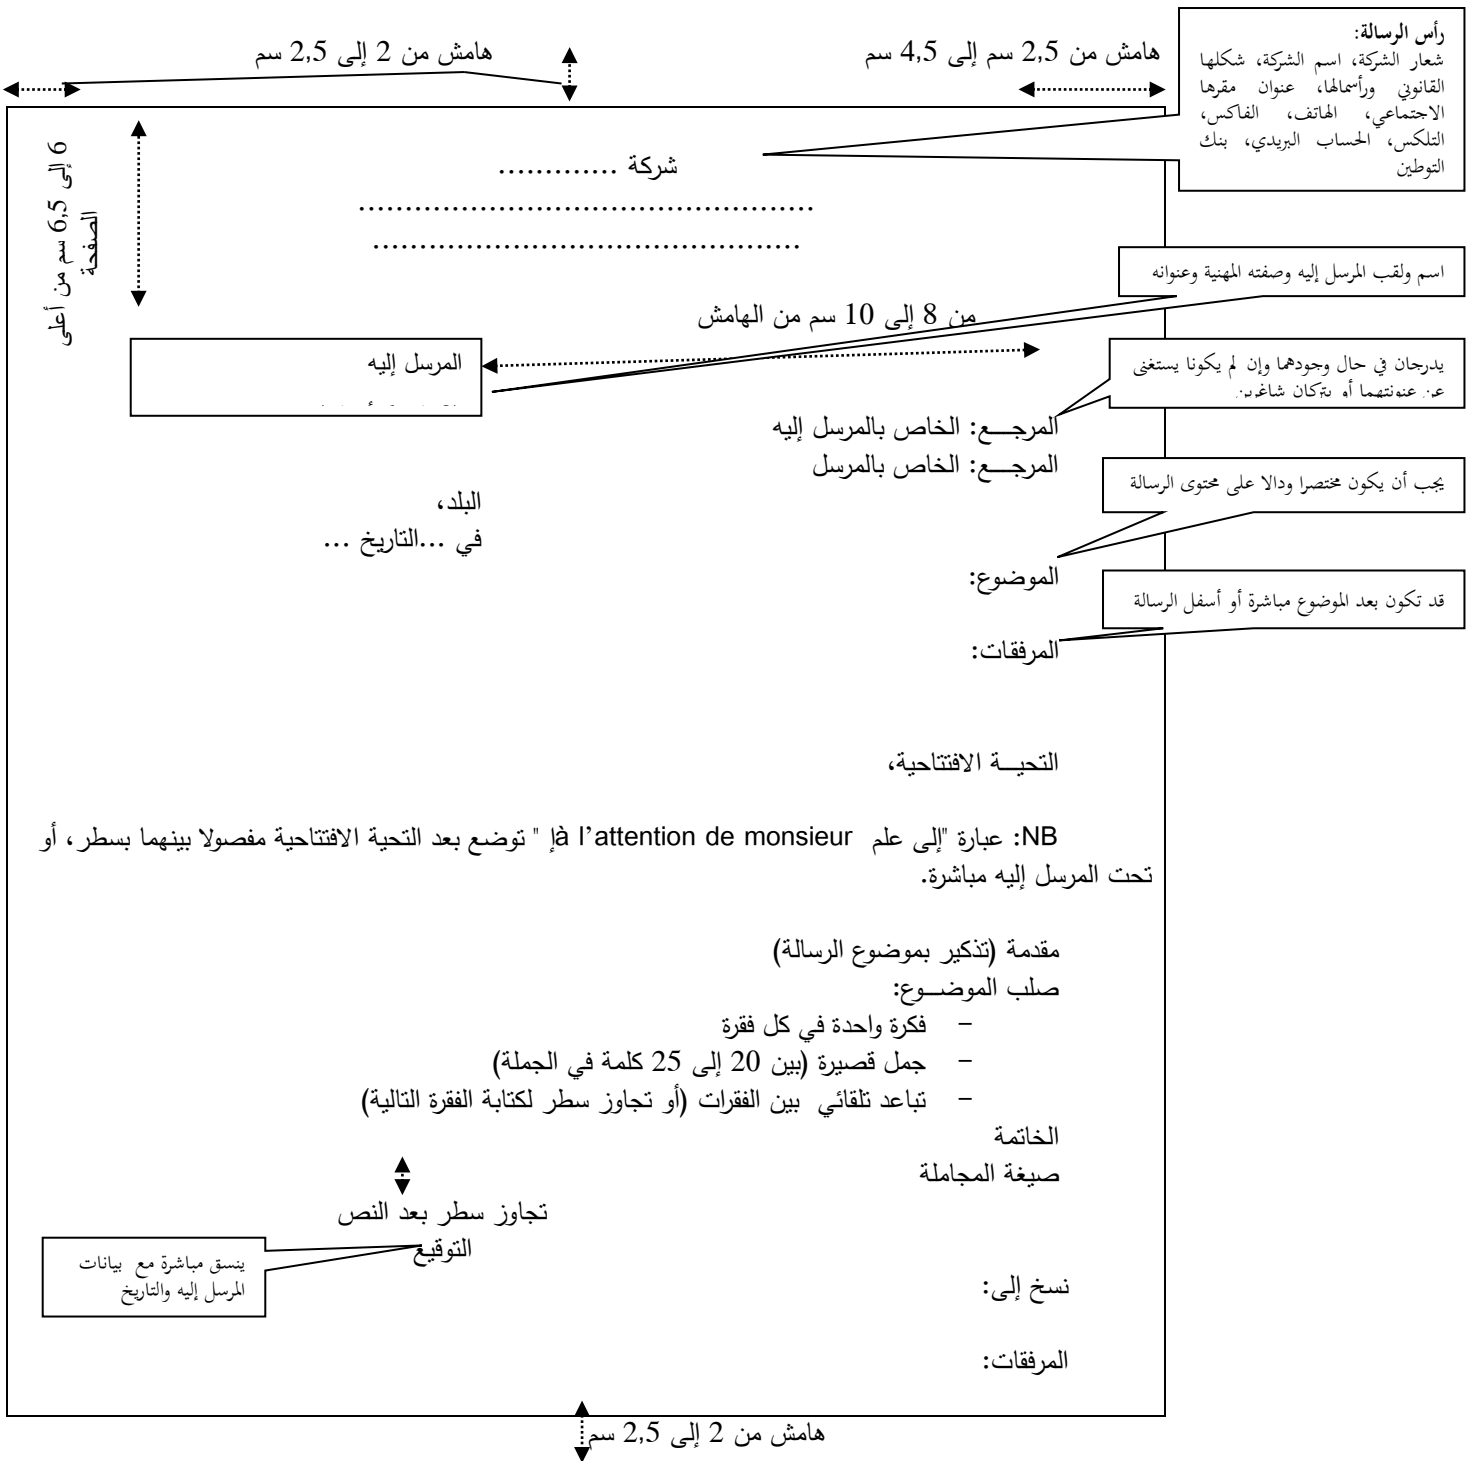 رأس الرسالة:
شعار الشركة، اسم الشركة، شكلها
القانوني ورأسمالها، عنوان مقرها
الاجتماعي، الهاتف، الفاكس،
التلكس، الحساب البريدي، بنك
التوطين
هامش من 2,5 سم إلى 4,5 سم
هامش من 2 إلى 2,5 سم
6 إلى 6,5 سم من أعلى
الصفحة
شركة .............
.................................................
..............................................
اسم ولقب المرسل إليه وصفته المهنية وعنوانه
من 8 إلى 10 سم من الهامش
المرسل إليه
يدرجان في حال وجودهما وإن لم يكونا يستغنى
عن عنونتهما أو يتركان شاغرين
المرجـــع: الخاص بالمرسل إليه
المرجـــع: الخاص بالمرسل
يجب أن يكون مختصرا ودالا على محتوى الرسالة
البلد،
في ...التاريخ ...
الموضوع:
قد تكون بعد الموضوع مباشرة أو أسفل الرسالة
المرفقات:
التحيـــة الافتتاحية،
NB: عبارة "إلى علم à l’attention de monsieurإ " توضع بعد التحية الافتتاحية مفصولا بينهما بسطر، أو
تحت المرسل إليه مباشرة.
مقدمة (تذكير بموضوع الرسالة)
صلب الموضـــوع:
– فكرة واحدة في كل فقرة
– جمل قصيرة (بين 20 إلى 25 كلمة في الجملة)
– تباعد تلقائي بين الفقرات (أو تجاوز سطر لكتابة الفقرة التالية)
الخاتمة
صيغة المجاملة
تجاوز سطر بعد النص
التوقيع
ينسق مباشرة مع بيانات
المرسل إليه والتاريخ
نسخ إلى:
المرفقات:
هامش من 2 إلى 2,5 سم